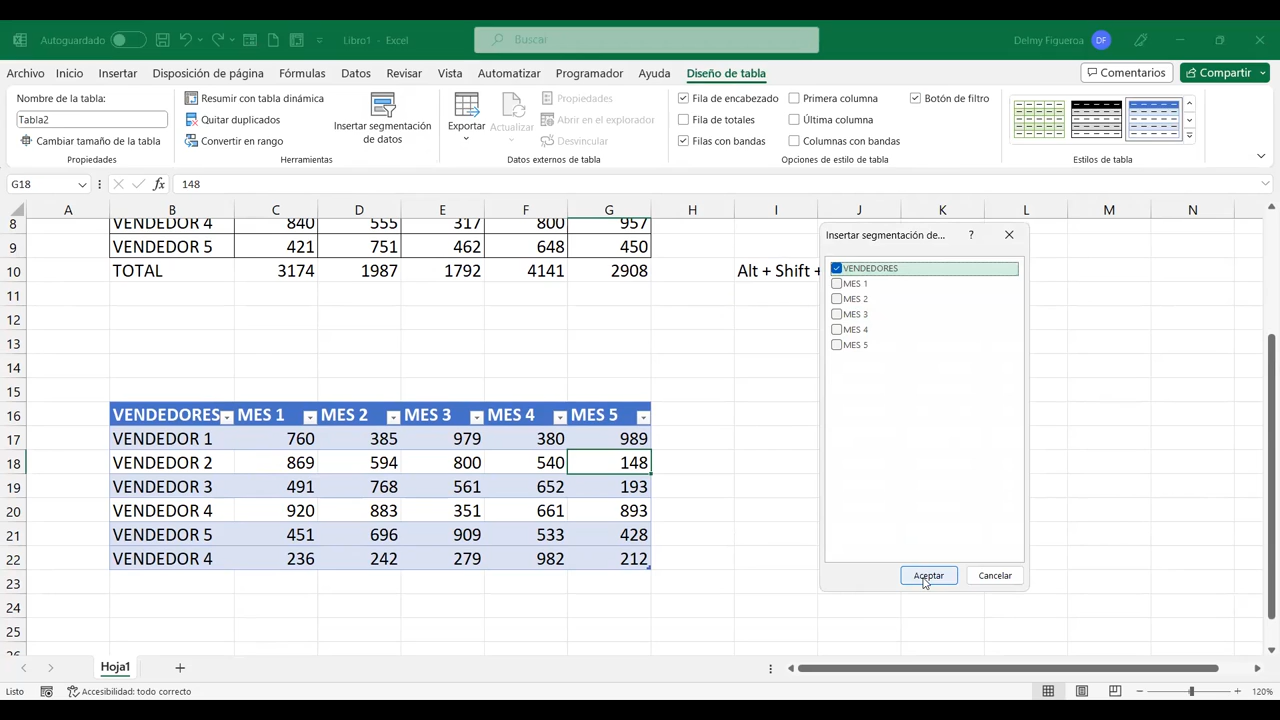 Autoguardado
Libro1 - Excel
Buscar
Delmy Figueroa
DF
Archivo Inicio Insertar Disposición de página Fórmulas Datos Revisar Vista Automatizar Programador Ayuda Diseño de tabla
Comentarios
Compartir
Nombre de la tabla:
Tabla2
Cambiar tamaño de la tabla
Propiedades
Resumir con tabla dinámica
Quitar duplicados
Convertir en rango
Insertar segmentación
de datos
Herramientas
Exportar
Actualizar
Propiedades
Abrir en el explorador
Desvincular
Datos externos de tabla
Fila de encabezado
Fila de totales
Filas con bandas
Primera columna
Última columna
Columnas con bandas
Botón de filtro
Opciones de estilo de tabla
Estilos de tabla
G18
fx
148
A B C D E F G H I J K L M N
8 VENDEDOR 4 840 555 317 800 957
9 VENDEDOR 5 421 751 462 648 450
10 TOTAL 3174 1987 1792 4141 2908 Alt + Shift +
11
12
13
14
15
16 VENDEDORES MES 1 MES 2 MES 3 MES 4 MES 5
17 VENDEDOR 1 760 385 979 380 989
18 VENDEDOR 2 869 594 800 540 148
19 VENDEDOR 3 491 768 561 652 193
20 VENDEDOR 4 920 883 351 661 893
21 VENDEDOR 5 451 696 909 533 428
22 VENDEDOR 4 236 242 279 982 212
23
24
25
26
Insertar segmentación de...
?
VENDEDORES
MES 1
MES 2
MES 3
MES 4
MES 5
Aceptar
Cancelar
Hoja1
Listo
Accesibilidad: todo correcto
120%